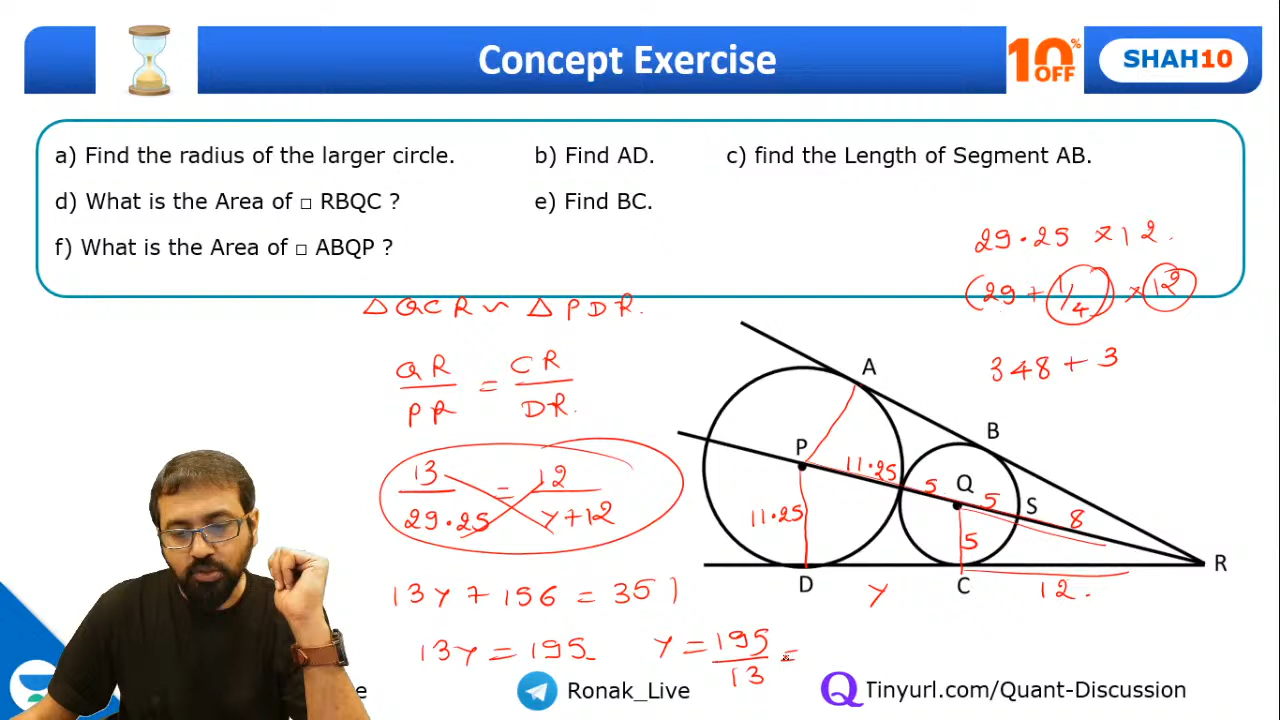 Concept Exercise
10% OFF
SHAH10
a) Find the radius of the larger circle.
b) Find AD.
c) find the Length of Segment AB.
d) What is the Area of □ RBQC ?
e) Find BC.
f) What is the Area of □ ABQP ?
29.25 × 12.
(29 + 1/4) × 12
348 + 3
△ QCR ~ △ PDR.
QR/PR = CR/DR.
13/29.25 = 12/y+12
13y + 156 = 351
13y = 195
y = 195/13 =
A
B
P
11.25
5
Q
5
S
8
11.25
5
R
D
y
C
12.
Ronak_Live
Tinyurl.com/Quant-Discussion